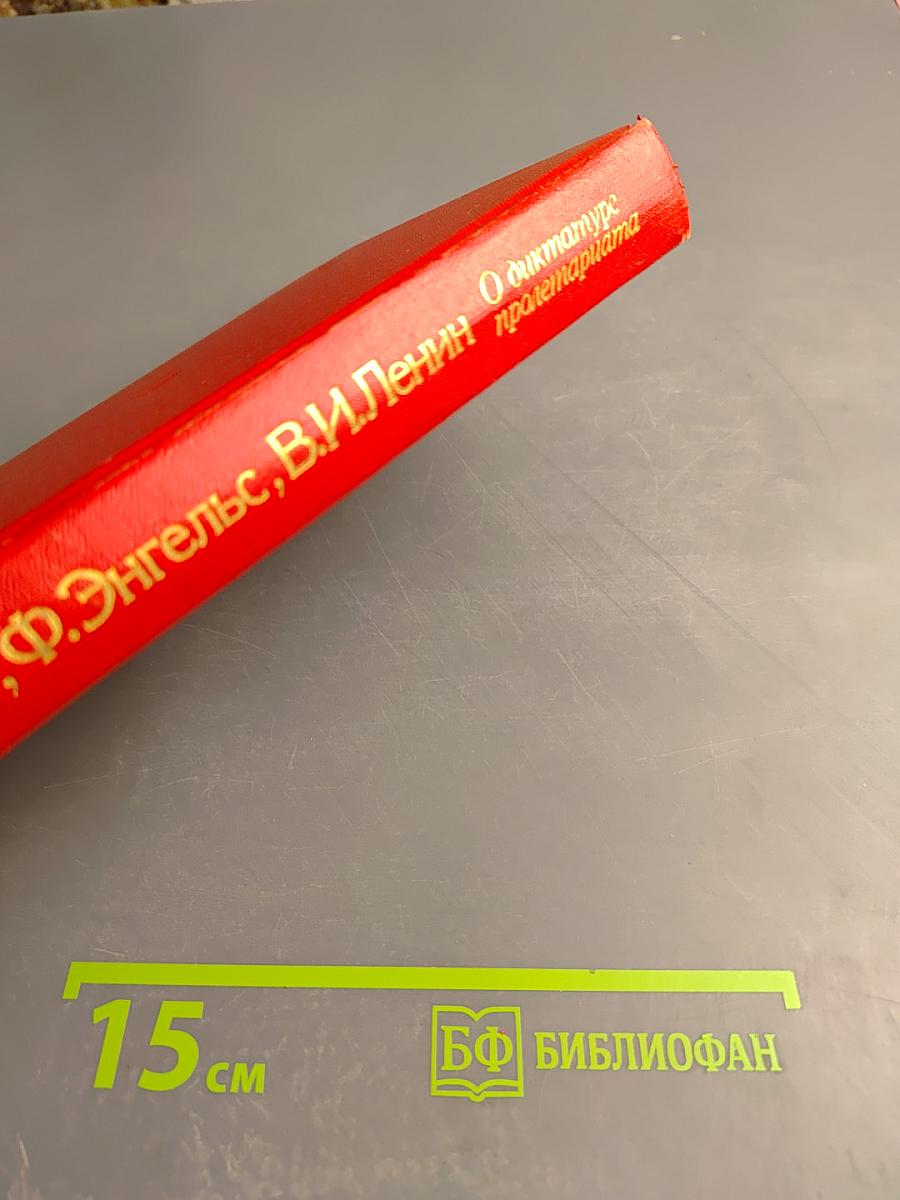 , Ф. Энгельс, В.И.Ленин
О диктатуре
пролетариата
15 см
БФ БИБЛИОФАН